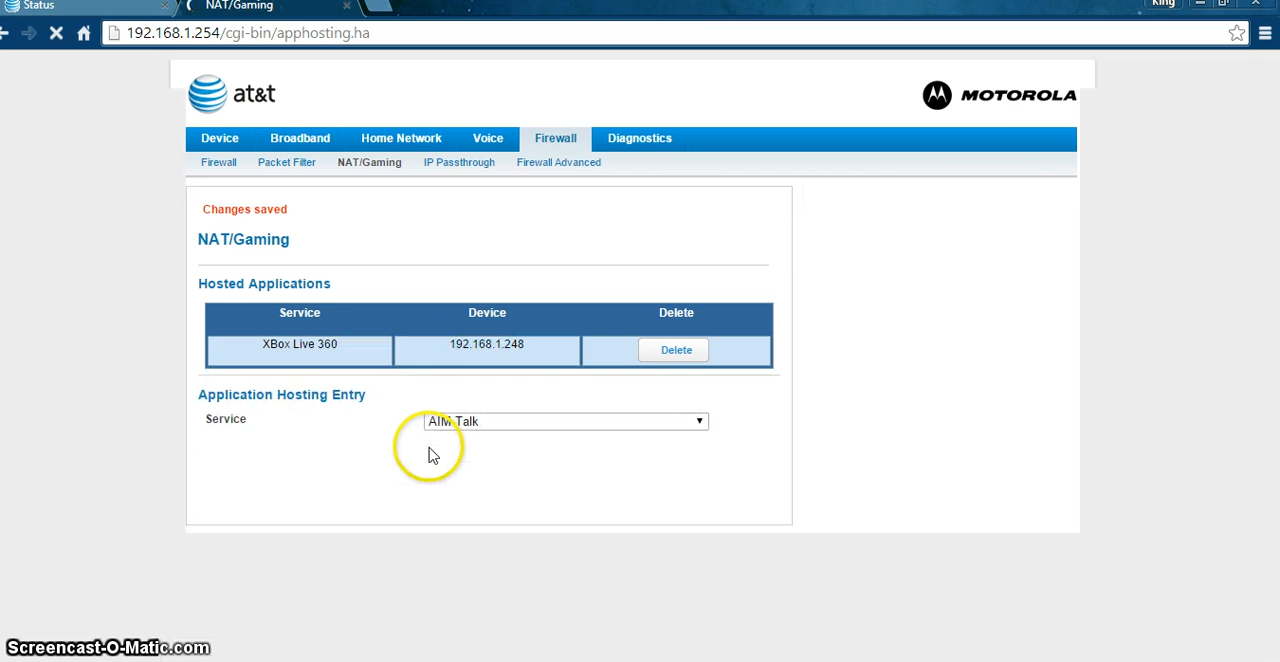 Status
NAT/Gaming
King
192.168.1.254/cgi-bin/apphosting.ha
at&t
MOTOROLA
Device Broadband Home Network Voice Firewall Diagnostics
Firewall Packet Filter NAT/Gaming IP Passthrough Firewall Advanced
Changes saved
NAT/Gaming
Hosted Applications
Service Device Delete
XBox Live 360 192.168.1.248 Delete
Application Hosting Entry
Service AIM Talk
Screencast-O-Matic.com